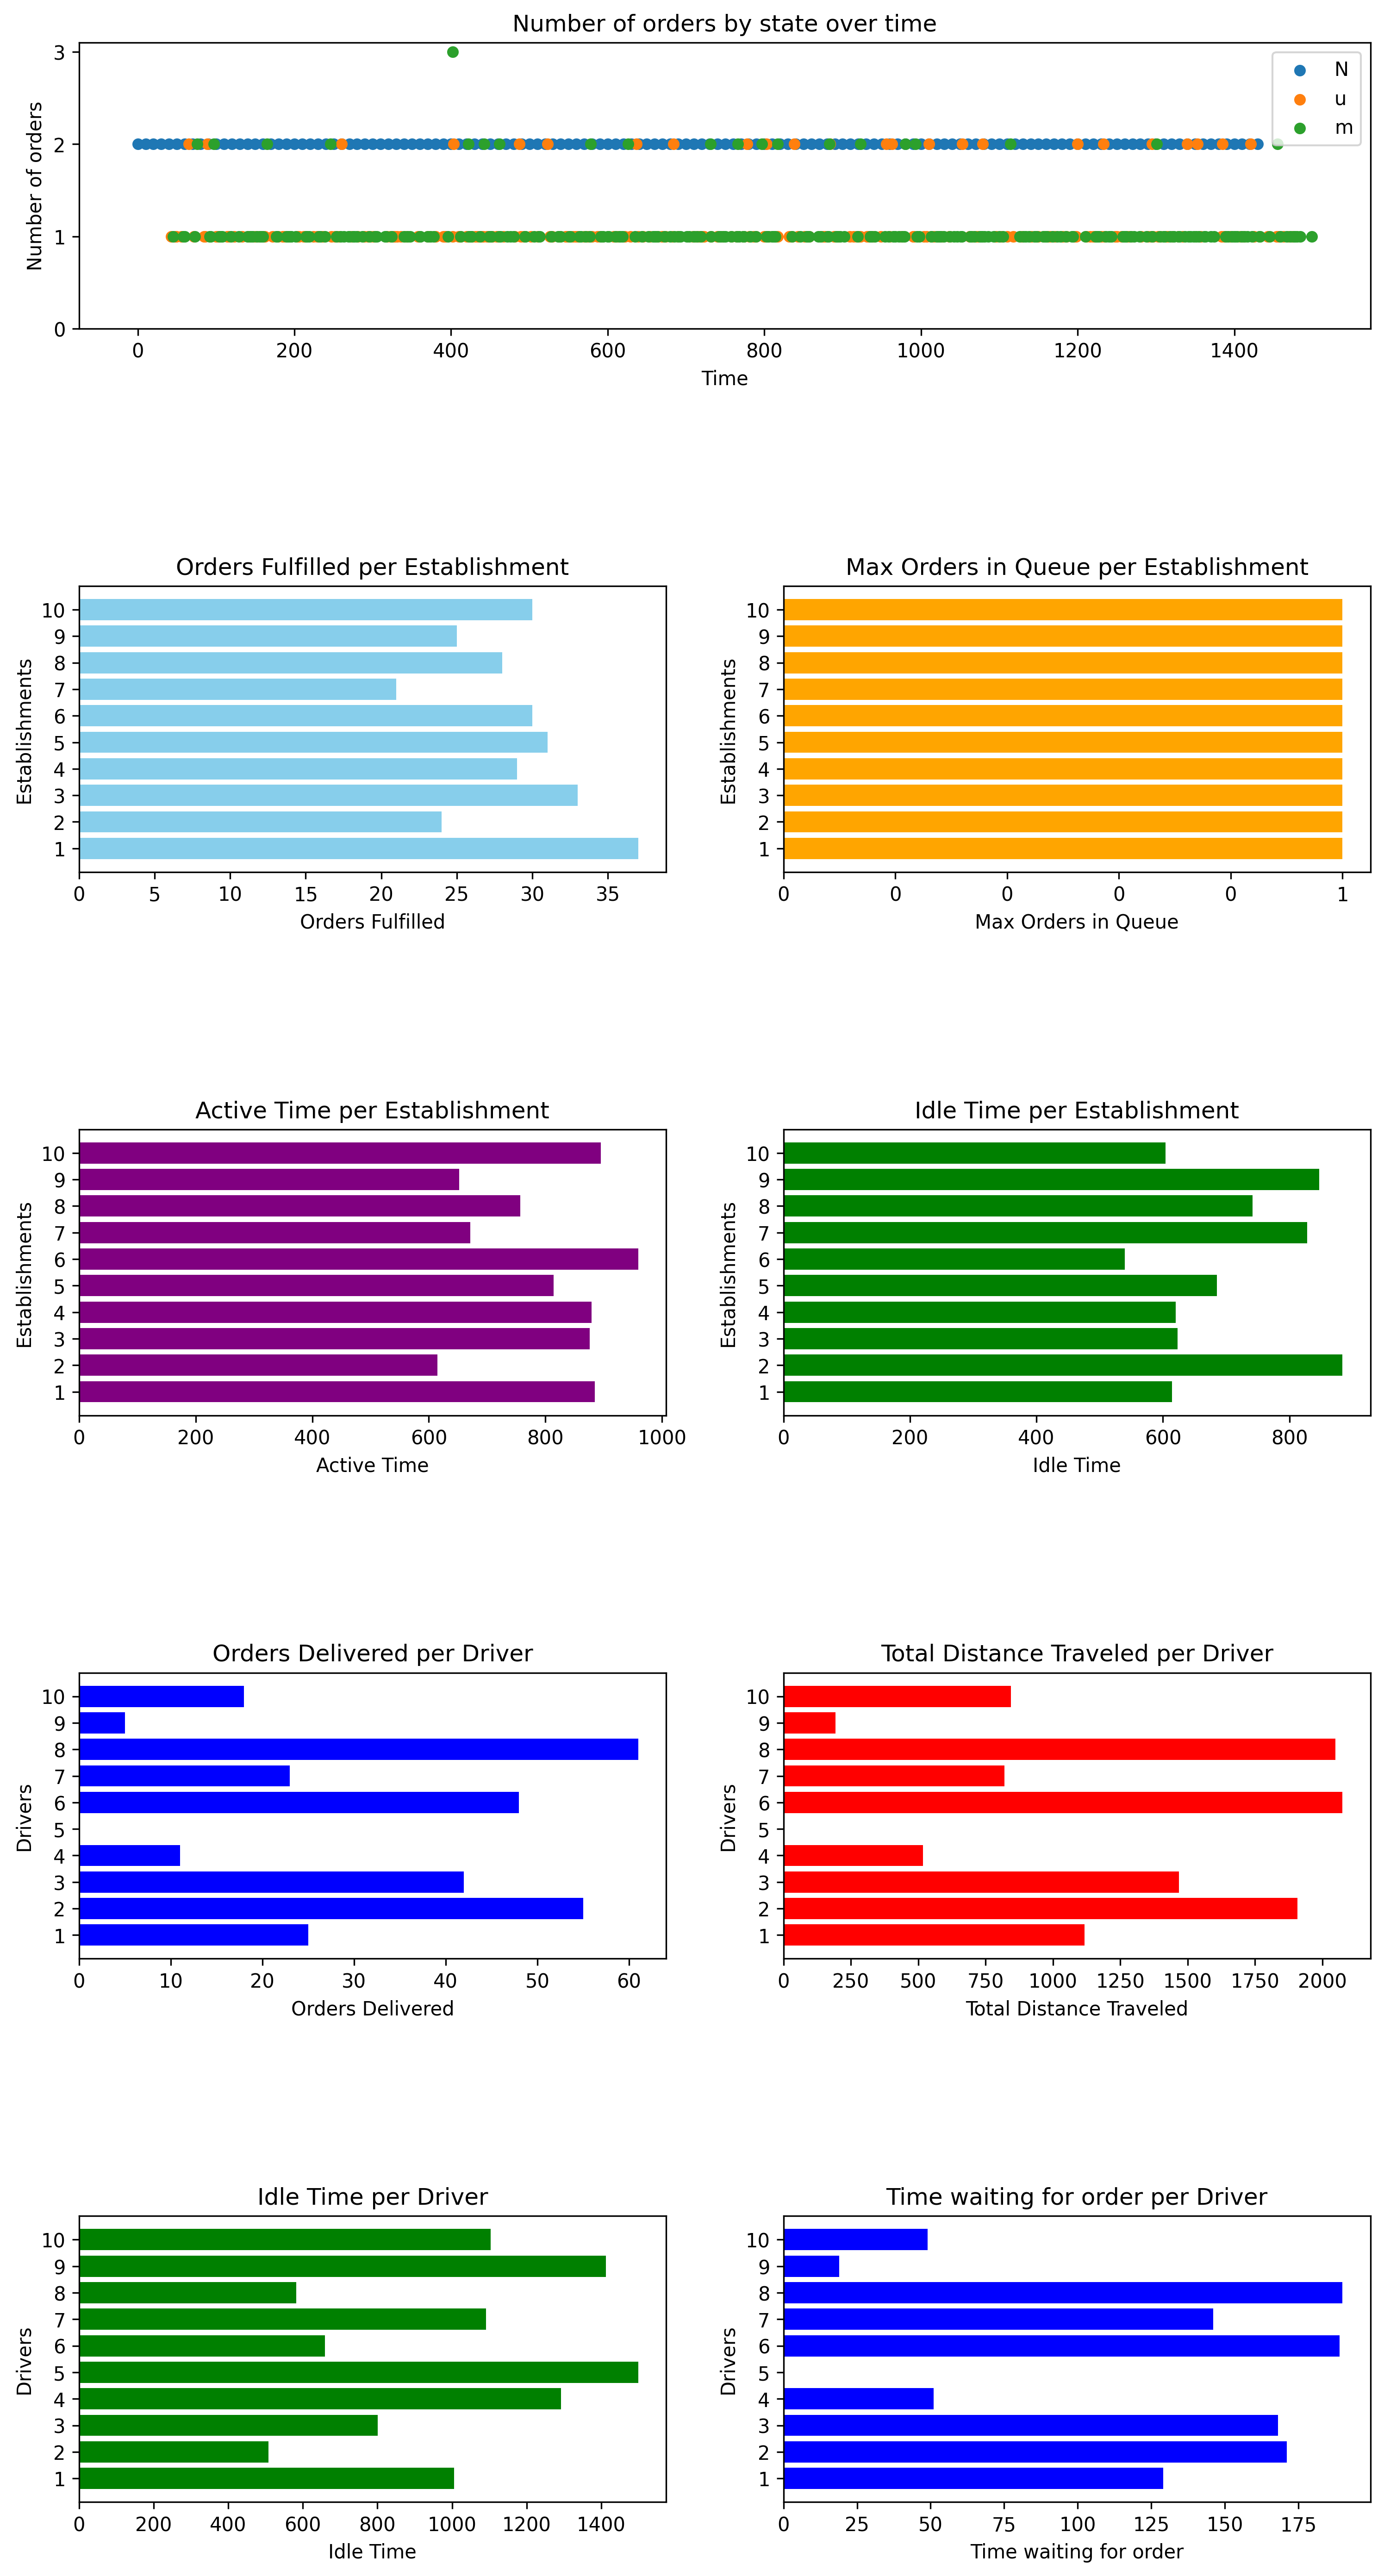 Number of orders by state over time
Number of orders
3
2
1
0
N
u
m
0 200 400 600 800 1000 1200 1400
Time
Orders Fulfilled per Establishment
Establishments
10
9
8
7
6
5
4
3
2
1
0 5 10 15 20 25 30 35
Orders Fulfilled
Max Orders in Queue per Establishment
Establishments
10
9
8
7
6
5
4
3
2
1
0 0 0 0 0 1
Max Orders in Queue
Active Time per Establishment
Establishments
10
9
8
7
6
5
4
3
2
1
0 200 400 600 800 1000
Active Time
Idle Time per Establishment
Establishments
10
9
8
7
6
5
4
3
2
1
0 200 400 600 800
Idle Time
Orders Delivered per Driver
Drivers
10
9
8
7
6
5
4
3
2
1
0 10 20 30 40 50 60
Orders Delivered
Total Distance Traveled per Driver
Drivers
10
9
8
7
6
5
4
3
2
1
0 250 500 750 1000 1250 1500 1750 2000
Total Distance Traveled
Idle Time per Driver
Drivers
10
9
8
7
6
5
4
3
2
1
0 200 400 600 800 1000 1200 1400
Idle Time
Time waiting for order per Driver
Drivers
10
9
8
7
6
5
4
3
2
1
0 25 50 75 100 125 150 175
Time waiting for order